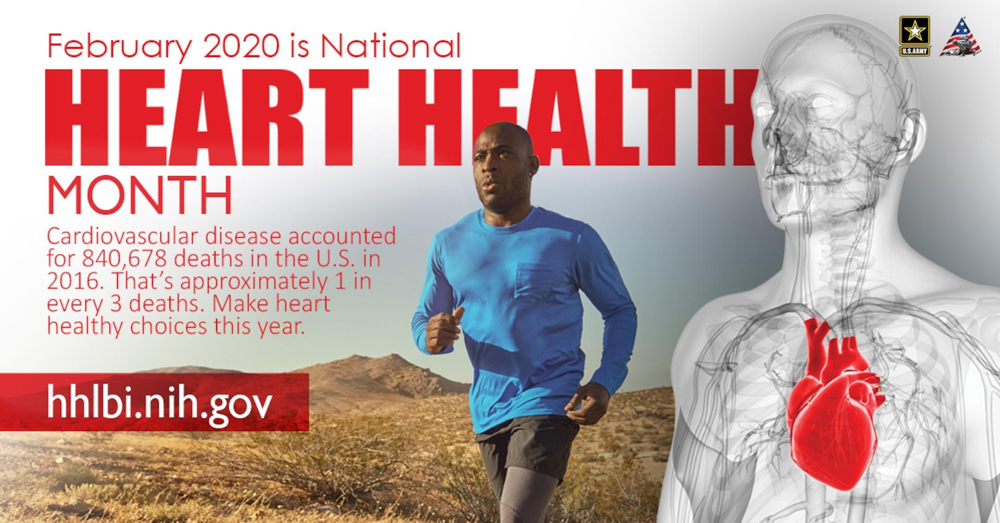 February 2020 is National
HEART HEALTH
MONTH
Cardiovascular disease accounted
for 840,678 deaths in the U.S. in
2016. That's approximately 1 in
every 3 deaths. Make heart
healthy choices this year.
hhlbi.nih.gov
U.S.ARMY